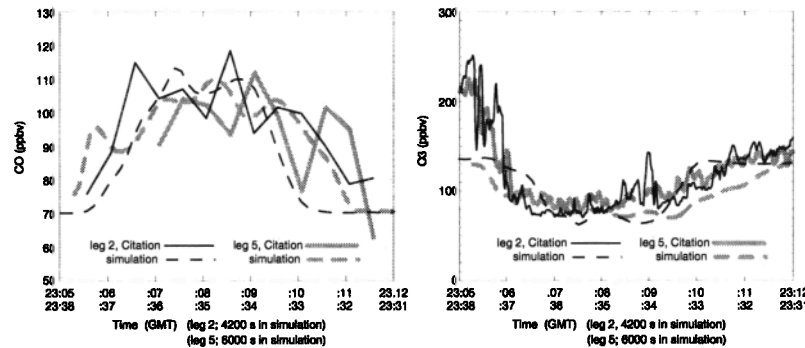 130
120
110
100
90
80
70
60
50
CO (ppbv)
leg 2, Citation leg 5, Citation
simulation simulation
23:05 :06 :07 :08 :09 :10 :11 23:12
23:38 :37 :36 :35 :34 :33 :32 23:31
Time (GMT) (leg 2; 4200 s in simulation)
(leg 5; 6000 s in simulation)
300
200
100
0
O3 (ppbv)
leg 2, Citation leg 5, Citation
simulation simulation
23:05 :06 :07 :08 :09 :10 :11 23:12
23:38 :37 :36 :35 :34 :33 :32 23:31
Time (GMT) (leg 2, 4200 s in simulation)
(leg 5; 6000 s in simulation)